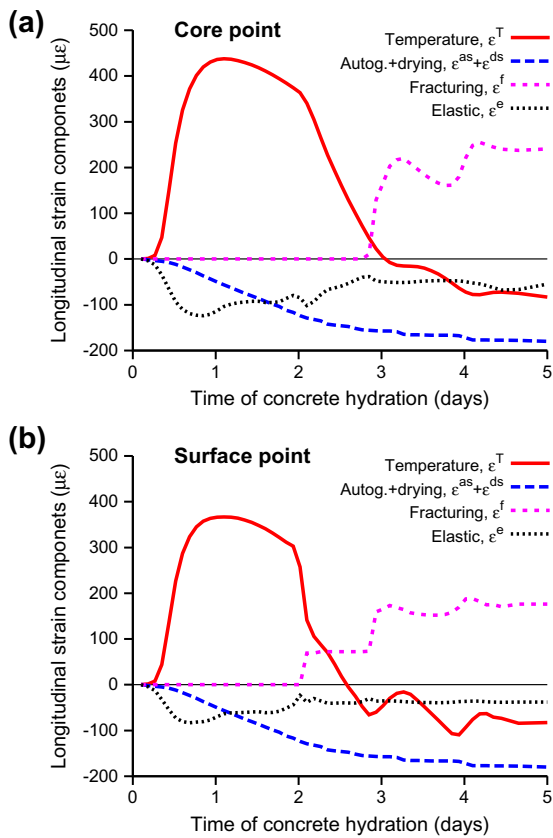 (a)
Core point
Longitudinal strain componets (με)
500
400
300
200
100
0
-100
-200
Temperature, ε^T
Autog.+drying, ε^as+ε^ds
Fracturing, ε^f
Elastic, ε^e
0 1 2 3 4 5
Time of concrete hydration (days)
(b)
Surface point
Longitudinal strain componets (με)
500
400
300
200
100
0
-100
-200
Temperature, ε^T
Autog.+drying, ε^as+ε^ds
Fracturing, ε^f
Elastic, ε^e
0 1 2 3 4 5
Time of concrete hydration (days)